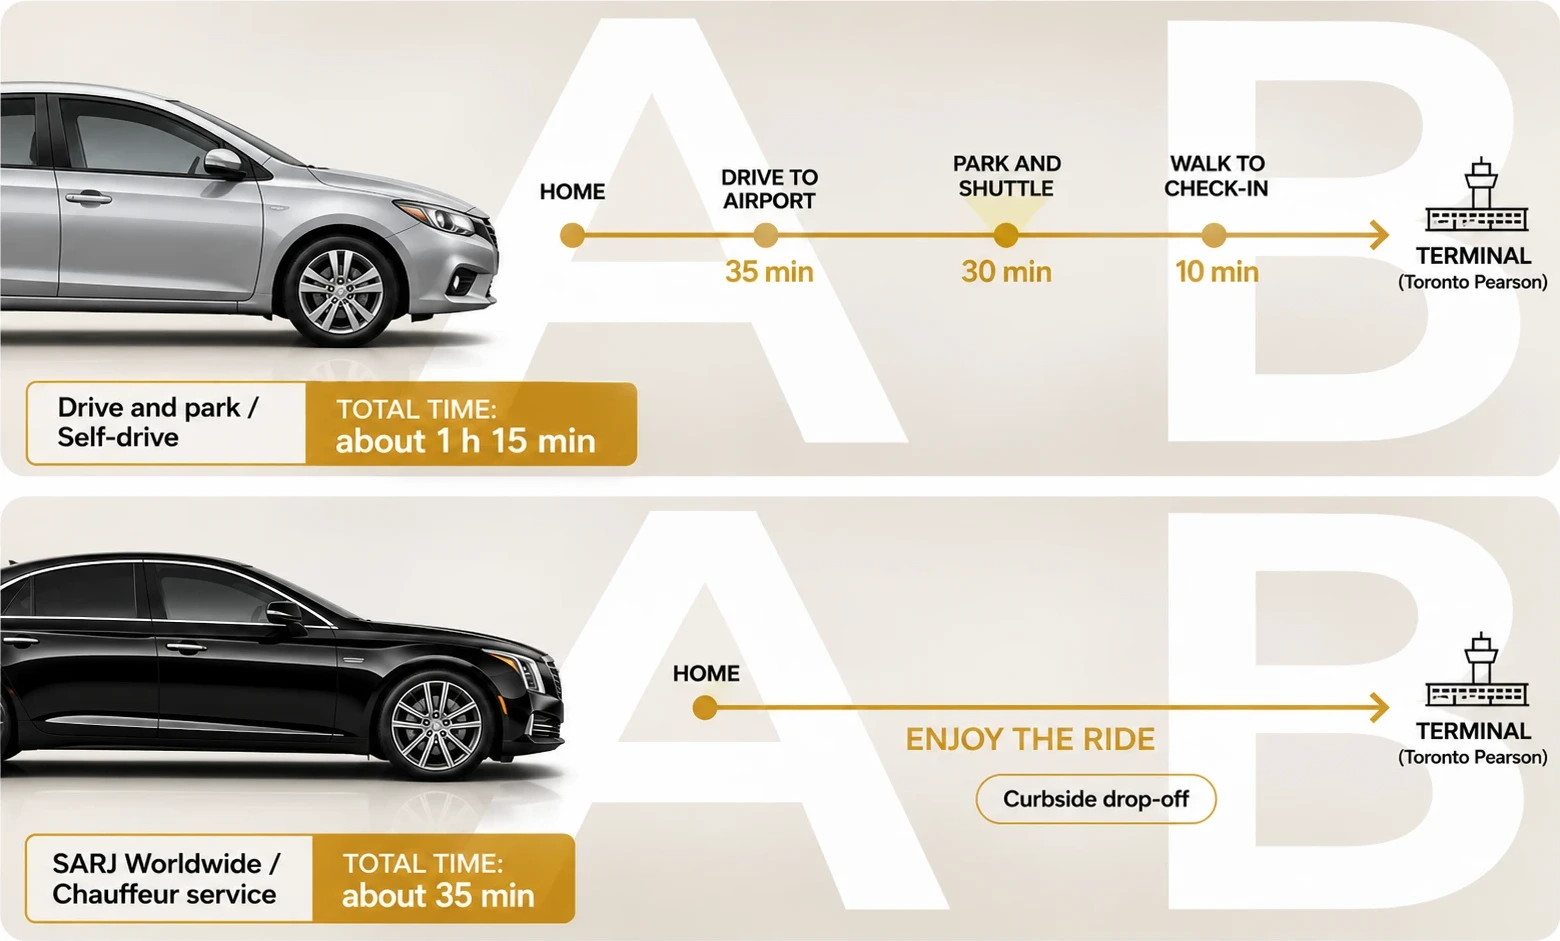 A
B
HOME
DRIVE TO
AIRPORT
35 min
PARK AND
SHUTTLE
30 min
WALK TO
CHECK-IN
10 min
TERMINAL
(Toronto Pearson)
Drive and park /
Self-drive
TOTAL TIME:
about 1 h 15 min
A
B
HOME
ENJOY THE RIDE
Curbside drop-off
TERMINAL
(Toronto Pearson)
SARJ Worldwide /
Chauffeur service
TOTAL TIME:
about 35 min